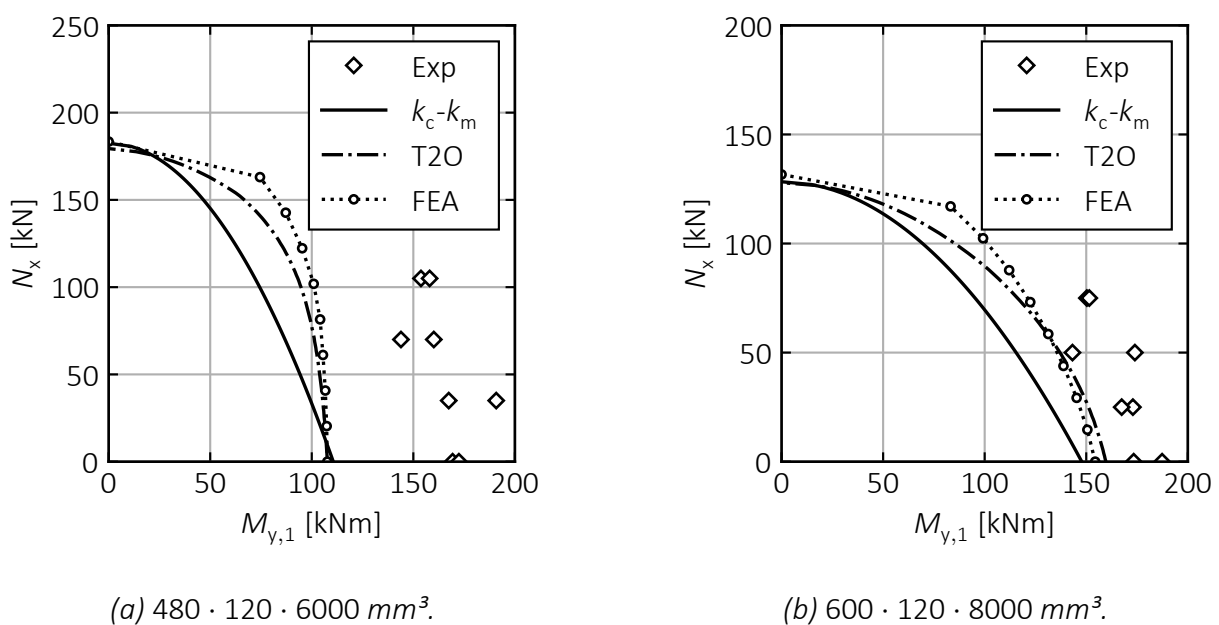 250
200
150
100
50
0
N_x [kN]
0 50 100 150 200
M_y,1 [kNm]
Exp
k_c-k_m
T2O
FEA
(a) 480 · 120 · 6000 mm³.
200
150
100
50
0
N_x [kN]
0 50 100 150 200
M_y,1 [kNm]
Exp
k_c-k_m
T2O
FEA
(b) 600 · 120 · 8000 mm³.